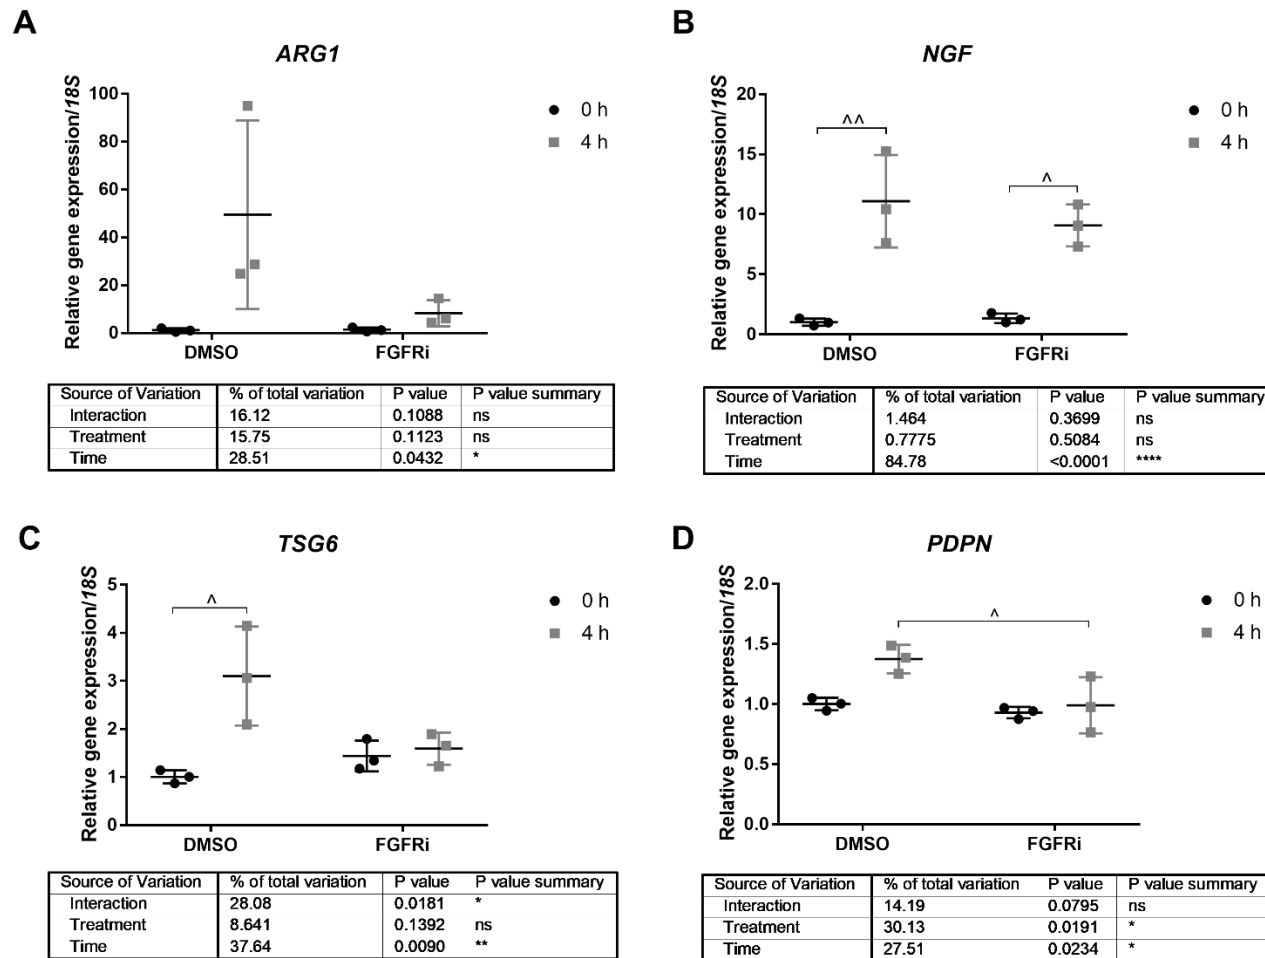 A
ARG1
Relative gene expression/18S
100
80
60
40
20
0
DMSO
FGFRi
0 h
4 h
Source of Variation % of total variation P value P value summary
Interaction 16.12 0.1088 ns
Treatment 15.75 0.1123 ns
Time 28.51 0.0432 *
B
NGF
Relative gene expression/18S
20
15
10
5
0
^^
^
DMSO
FGFRi
0 h
4 h
Source of Variation % of total variation P value P value summary
Interaction 1.464 0.3699 ns
Treatment 0.7775 0.5084 ns
Time 84.78 <0.0001 ****
C
TSG6
Relative gene expression/18S
5
4
3
2
1
0
^
DMSO
FGFRi
0 h
4 h
Source of Variation % of total variation P value P value summary
Interaction 28.08 0.0181 *
Treatment 8.641 0.1392 ns
Time 37.64 0.0090 **
D
PDPN
Relative gene expression/18S
2.0
1.5
1.0
0.5
0.0
^
DMSO
FGFRi
0 h
4 h
Source of Variation % of total variation P value P value summary
Interaction 14.19 0.0795 ns
Treatment 30.13 0.0191 *
Time 27.51 0.0234 *